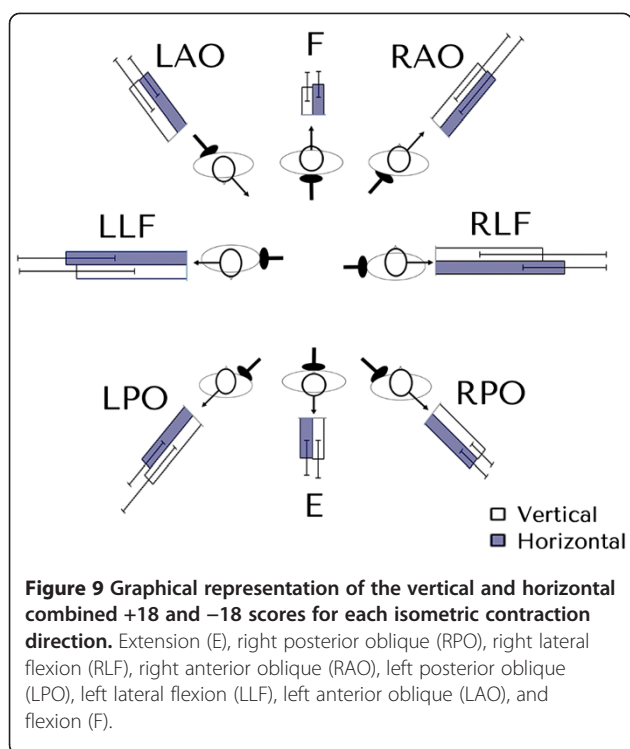 LAO
F
RAO
LLF
RLF
LPO
RPO
E
Vertical
Horizontal
Figure 9 Graphical representation of the vertical and horizontal
combined +18 and −18 scores for each isometric contraction
direction. Extension (E), right posterior oblique (RPO), right lateral
flexion (RLF), right anterior oblique (RAO), left posterior oblique
(LPO), left lateral flexion (LLF), left anterior oblique (LAO), and
flexion (F).